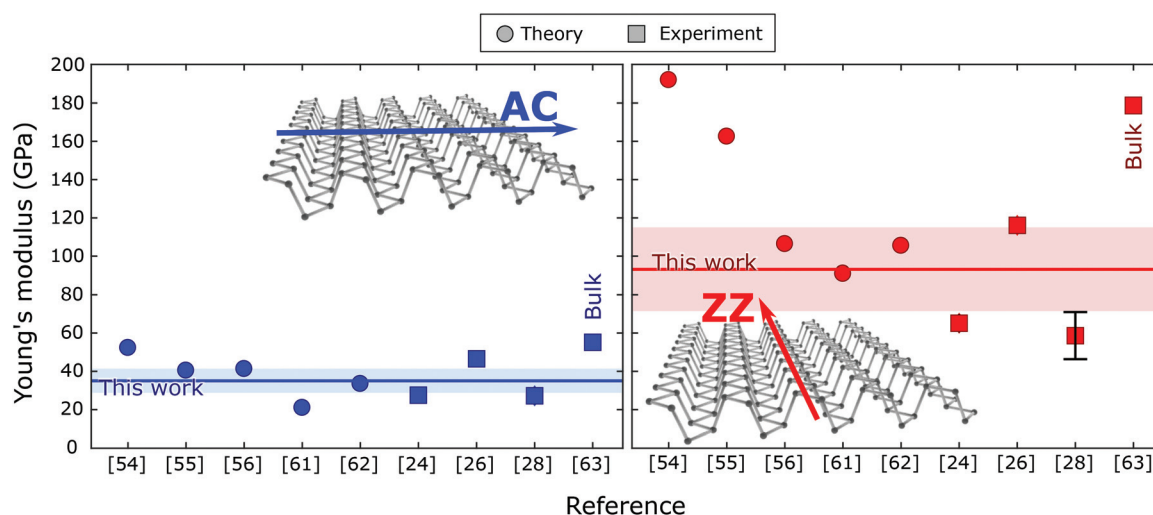 Theory Experiment
Young's modulus (GPa)
200
180
160
140
120
100
80
60
40
20
0
AC
This work
Bulk
[54] [55] [56] [61] [62] [24] [26] [28] [63]
This work
ZZ
Bulk
[54] [55] [56] [61] [62] [24] [26] [28] [63]
Reference